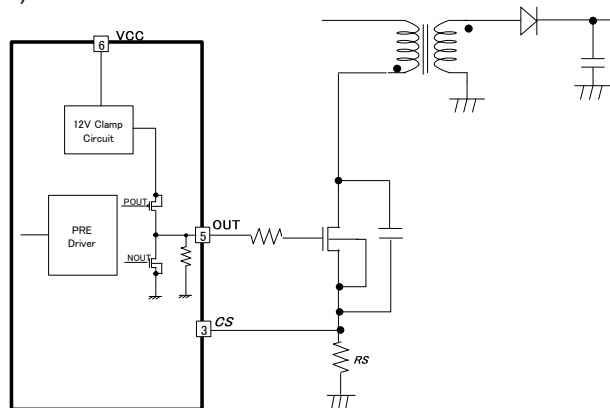 )
6
VCC
12V Clamp
Circuit
POUT
PRE
Driver
NOUT
5
OUT
3
CS
RS